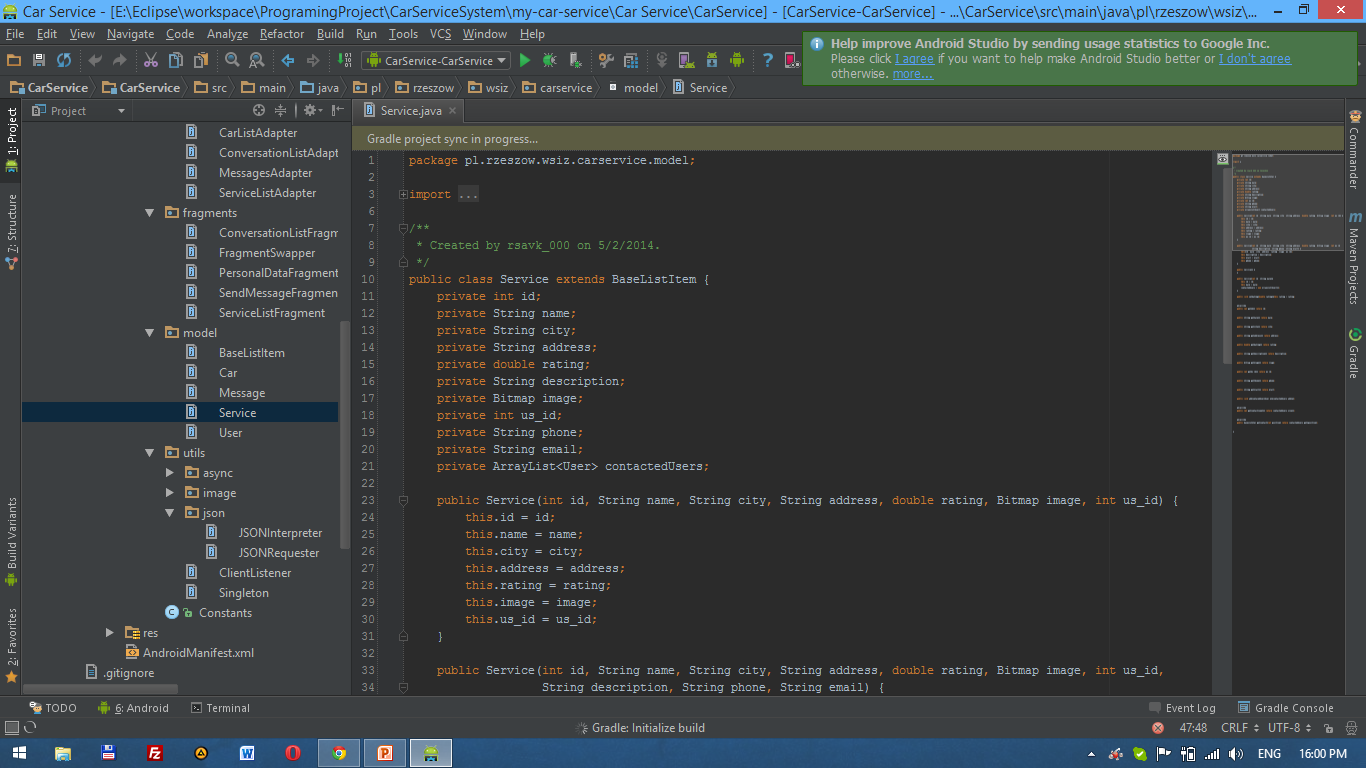 Car Service - [E:\Eclipse\workspace\ProgramingProject\CarServiceSystem\my-car-service\Car Service\CarService] - [CarService-CarService] - ...\CarService\src\main\java\pl\rzeszow\wsiz\...
File Edit View Navigate Code Analyze Refactor Build Run Tools VCS Window Help
CarService-CarService
Help improve Android Studio by sending usage statistics to Google Inc.
Please click I agree if you want to help make Android Studio better or I don't agree
otherwise. more...
CarService CarService src main java pl rzeszow wsiz carservice model Service
1: Project
7: Structure
Build Variants
2: Favorites
Project
CarListAdapter
ConversationListAdapt
MessagesAdapter
ServiceListAdapter
fragments
ConversationListFragm
FragmentSwapper
PersonalDataFragment
SendMessageFragmen
ServiceListFragment
model
BaseListItem
Car
Message
Service
User
utils
async
image
json
JSONInterpreter
JSONRequester
ClientListener
Singleton
Constants
res
AndroidManifest.xml
.gitignore
Service.java
Gradle project sync in progress...
1 package pl.rzeszow.wsiz.carservice.model;
2
3 import ...
6
7 /**
8 * Created by rsavk_000 on 5/2/2014.
9 */
10 public class Service extends BaseListItem {
11 private int id;
12 private String name;
13 private String city;
14 private String address;
15 private double rating;
16 private String description;
17 private Bitmap image;
18 private int us_id;
19 private String phone;
20 private String email;
21 private ArrayList<User> contactedUsers;
22
23 public Service(int id, String name, String city, String address, double rating, Bitmap image, int us_id) {
24 this.id = id;
25 this.name = name;
26 this.city = city;
27 this.address = address;
28 this.rating = rating;
29 this.image = image;
30 this.us_id = us_id;
31 }
32
33 public Service(int id, String name, String city, String address, double rating, Bitmap image, int us_id,
34 String description, String phone, String email) {
Commander
Maven Projects
Gradle
TODO 6: Android Terminal Event Log Gradle Console
Gradle: Initialize build 47:48 CRLF UTF-8
ENG 16:00 PM